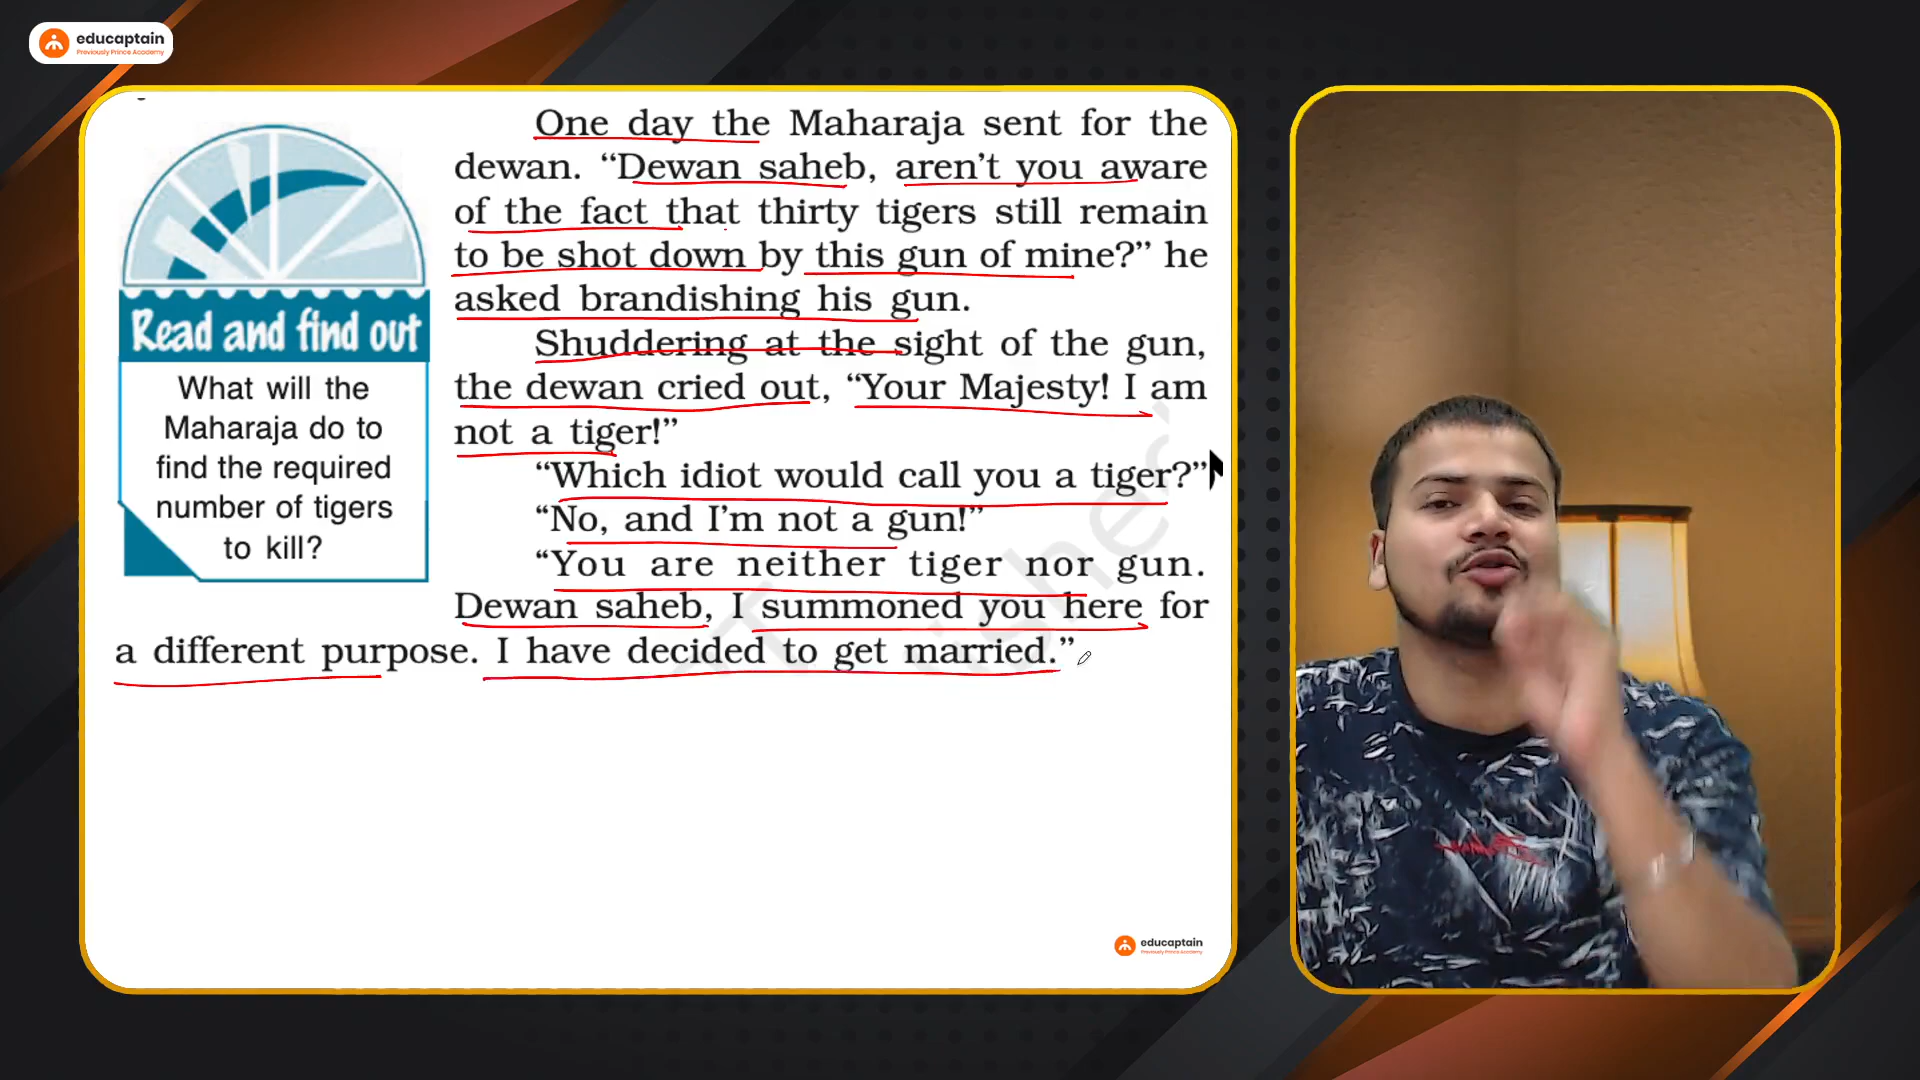 educaptain
Previously Prince Academy
One day the Maharaja sent for the
dewan. “Dewan saheb, aren’t you aware
of the fact that thirty tigers still remain
to be shot down by this gun of mine?” he
asked brandishing his gun.
Shuddering at the sight of the gun,
the dewan cried out, “Your Majesty! I am
not a tiger!”
“Which idiot would call you a tiger?”
“No, and I’m not a gun!”
“You are neither tiger nor gun.
Dewan saheb, I summoned you here for
a different purpose. I have decided to get married.”
Read and find out
What will the
Maharaja do to
find the required
number of tigers
to kill?
educaptain
Previously Prince Academy